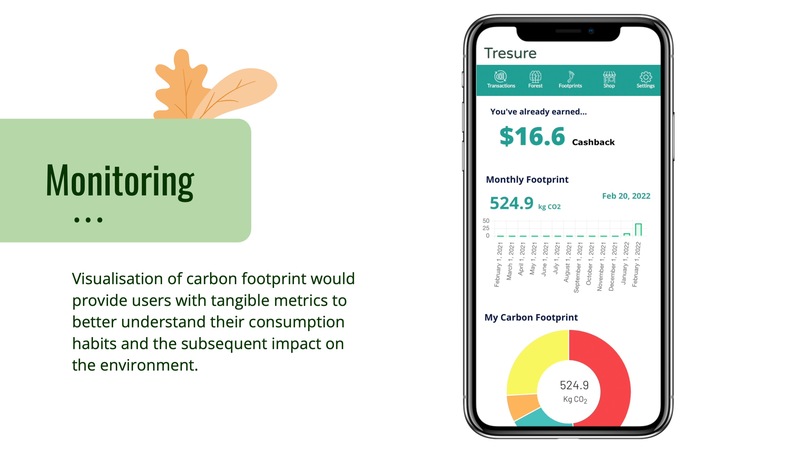 Monitoring
...
Visualisation of carbon footprint would
provide users with tangible metrics to
better understand their consumption
habits and the subsequent impact on
the environment.
Tresure
Transactions Forest Footprints Shop Settings
You've already earned...
$16.6 Cashback
Monthly Footprint
Feb 20, 2022
524.9 kg CO2
50
25
0
February 1, 2021
March 1, 2021
April 1, 2021
May 1, 2021
June 1, 2021
July 1, 2021
August 1, 2021
September 1, 2021
October 1, 2021
November 1, 2021
December 1, 2021
January 1, 2022
February 1, 2022
My Carbon Footprint
524.9
Kg CO2